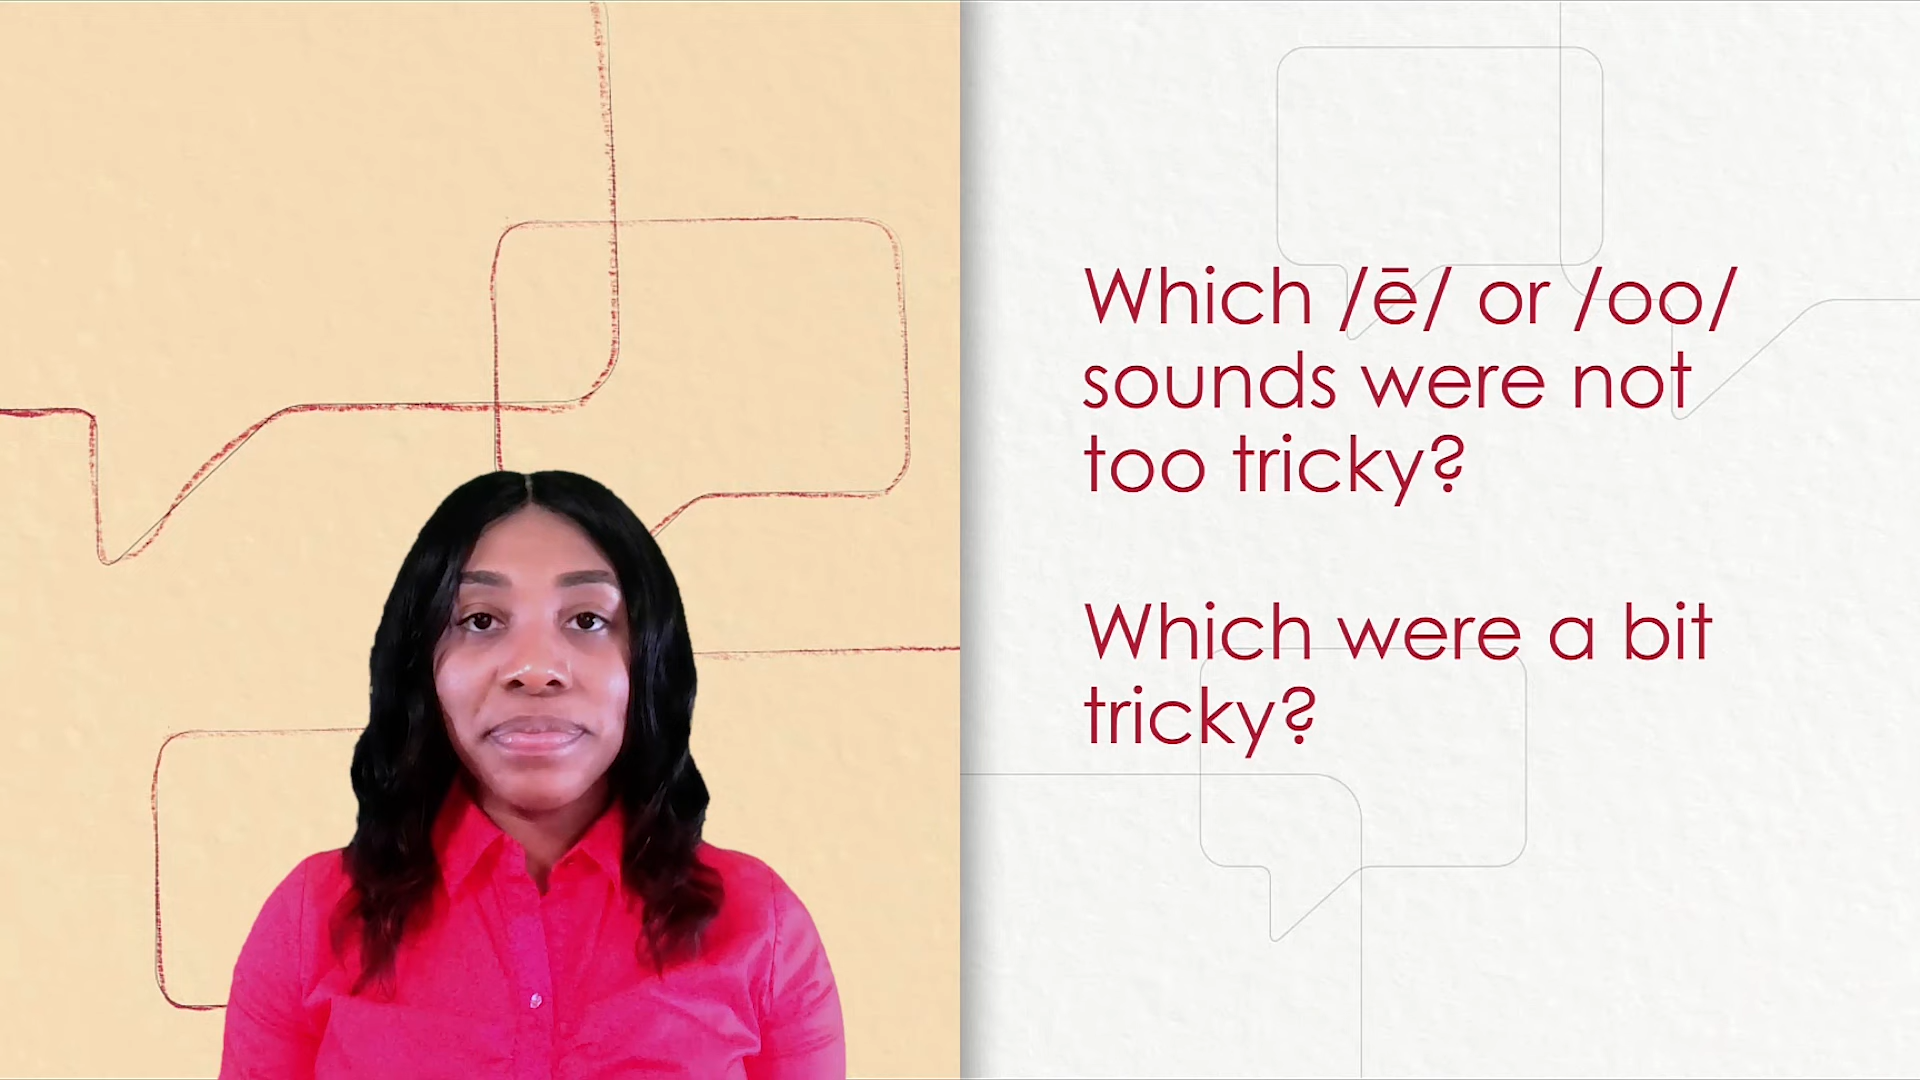 Which /ē/ or /oo/
sounds were not
too tricky?
Which were a bit
tricky?